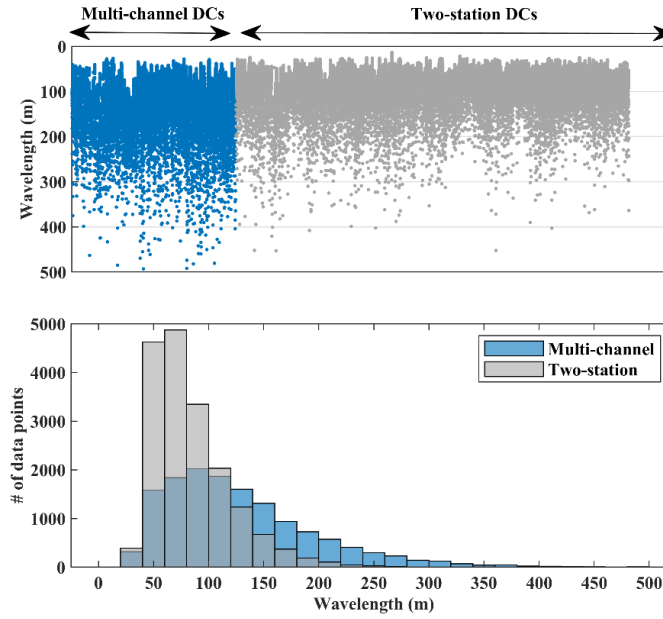 Multi-channel DCs Two-station DCs
0
100
200
300
400
500
Wavelength (m)
5000
4000
3000
2000
1000
0
# of data points
Multi-channel
Two-station
0 50 100 150 200 250 300 350 400 450 500
Wavelength (m)